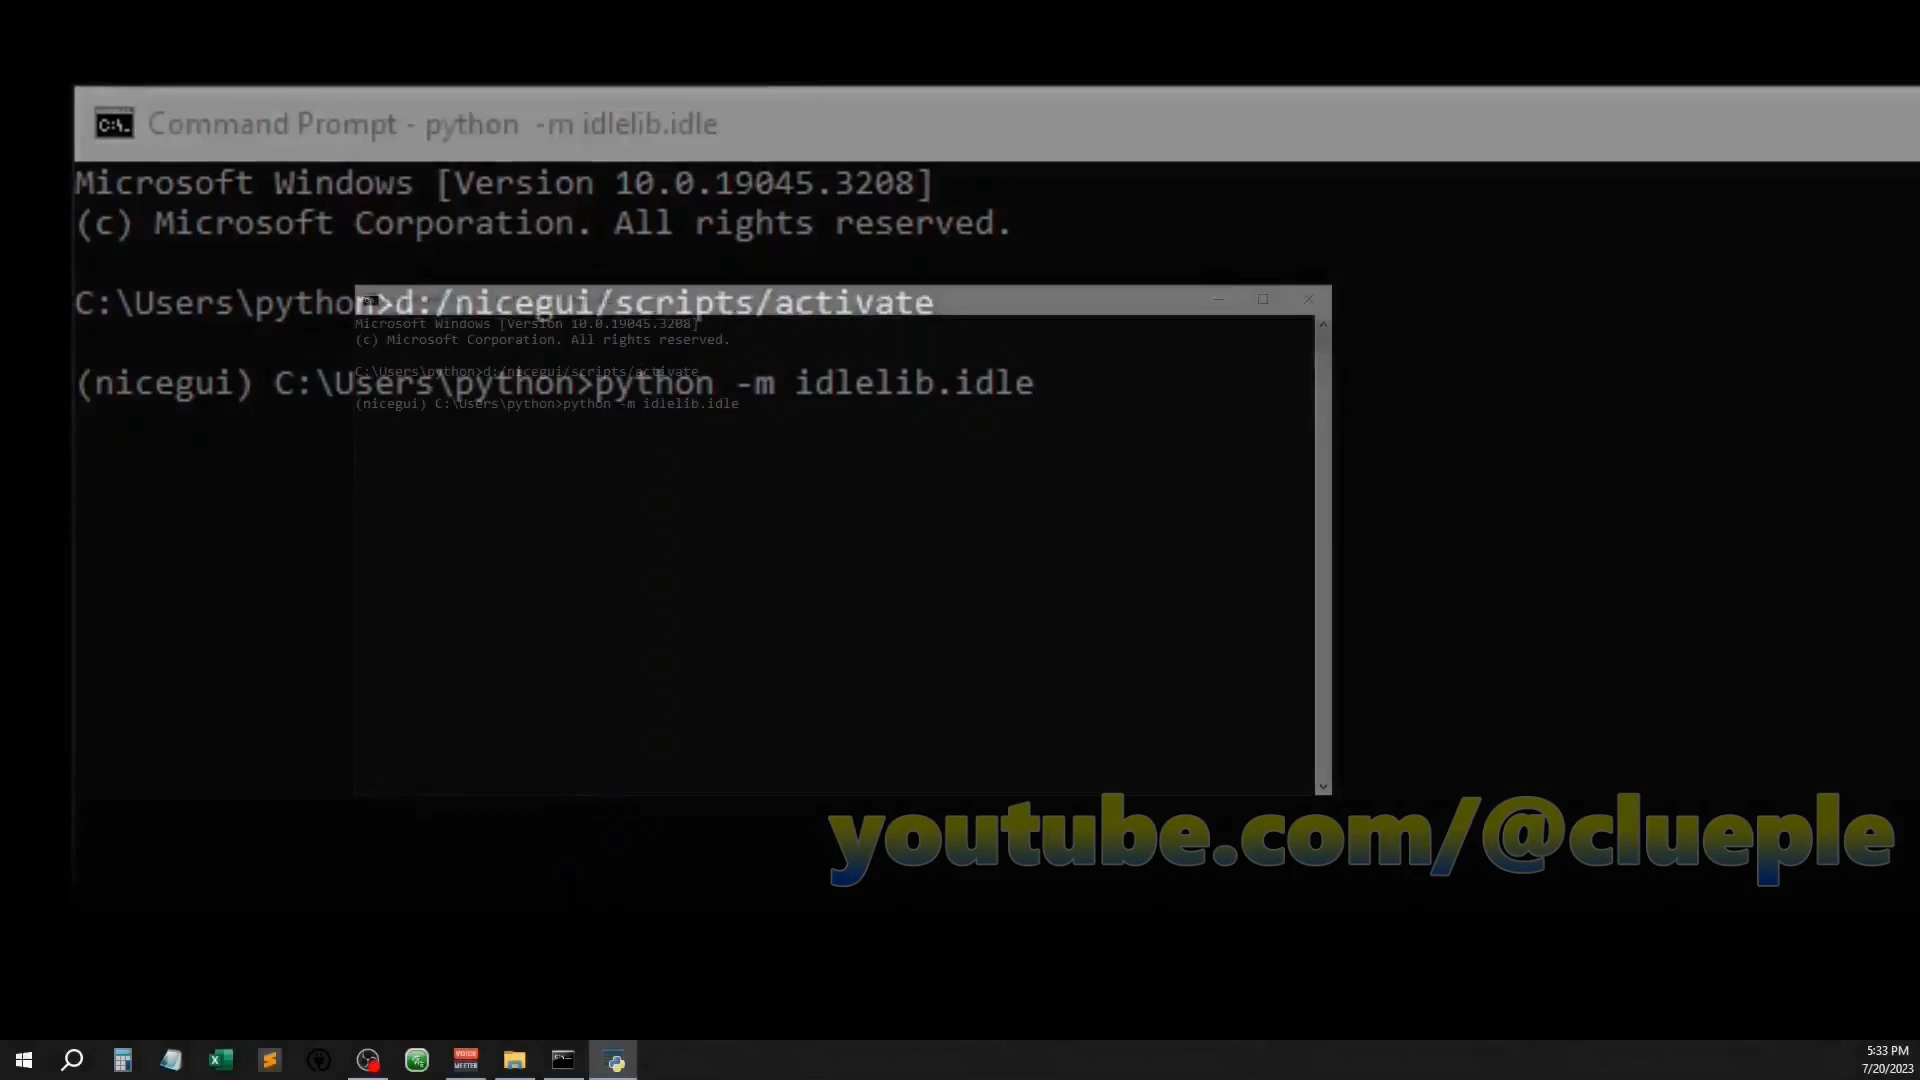 Command Prompt - python  -m idlelib.idle
Microsoft Windows [Version 10.0.19045.3208]
(c) Microsoft Corporation. All rights reserved.
C:\Users\python>d:/nicegui/scripts/activate
(nicegui) C:\Users\python>python -m idlelib.idle
Microsoft Windows [Version 10.0.19045.3208]
(c) Microsoft Corporation. All rights reserved.
C:\Users\python>d:/nicegui/scripts/activate
(nicegui) C:\Users\python>python -m idlelib.idle
youtube.com/@clueple
VOICE
MEETER
5:33 PM
7/20/2023